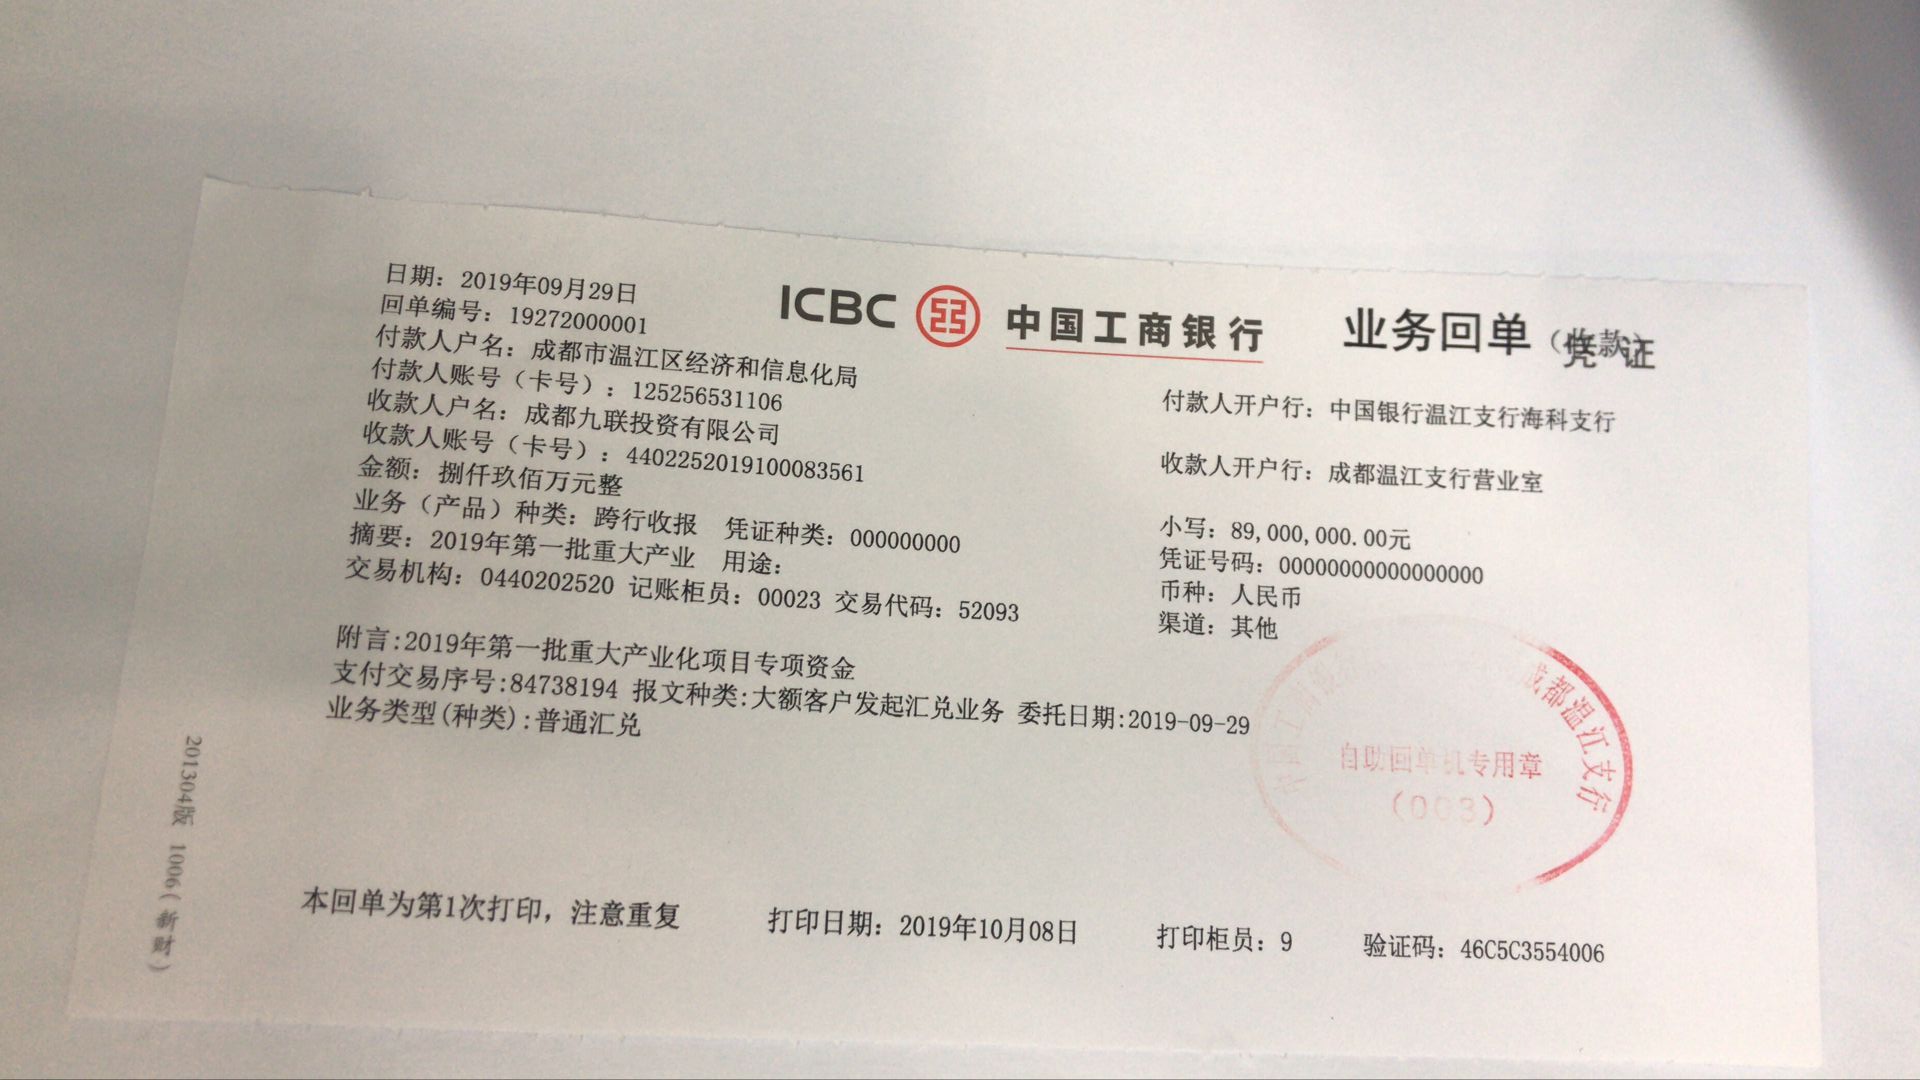 日期：2019年09月29日
ICBC 中国工商银行
业务回单（收款）
凭 证
回单编号：19272000001
付款人户名：成都市温江区经济和信息化局
付款人账号（卡号）：125256531106
付款人开户行：中国银行温江支行海科支行
收款人户名：成都九联投资有限公司
收款人账号（卡号）：4402252019100083561
收款人开户行：成都温江支行营业室
金额：捌仟玖佰万元整
小写：89,000,000.00元
业务（产品）种类：跨行收报 凭证种类：000000000
凭证号码：00000000000000000
摘要：2019年第一批重大产业 用途：
币种：人民币
交易机构：0440202520 记账柜员：00023 交易代码：52093
渠道：其他
附言:2019年第一批重大产业化项目专项资金
支付交易序号:84738194 报文种类:大额客户发起汇兑业务 委托日期:2019-09-29
业务类型(种类):普通汇兑
成都温江支行
自助回单机专用章
(003)
本回单为第1次打印，注意重复 打印日期：2019年10月08日 打印柜员：9 验证码：46C5C3554006
201304版 1006(新财)